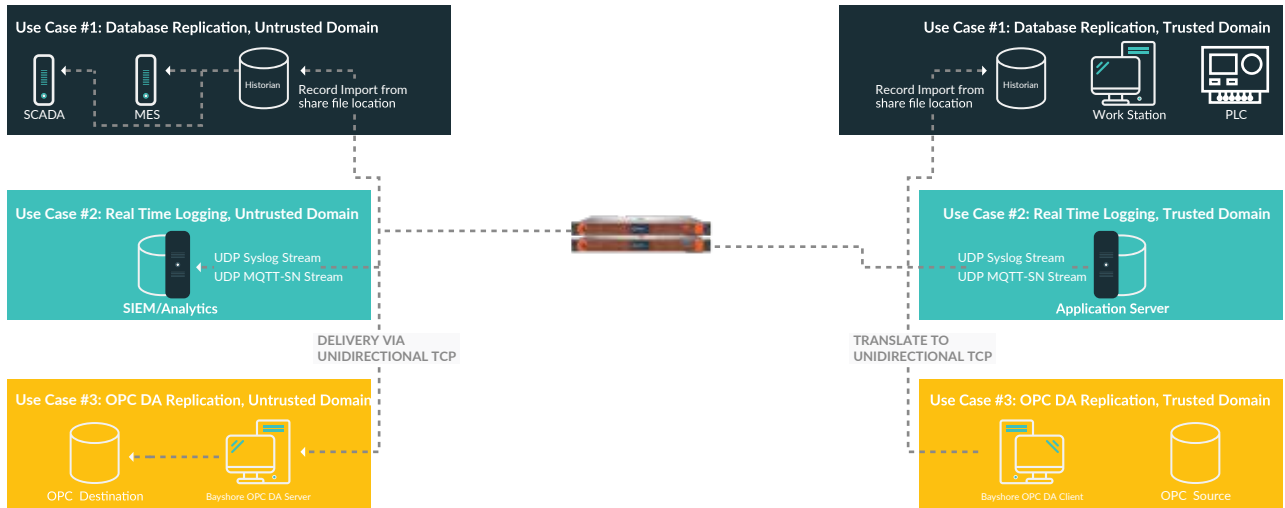 Use Case #1: Database Replication, Untrusted Domain
Historian
Record Import from
share file location
SCADA
MES
Use Case #1: Database Replication, Trusted Domain
Record Import from
share file location
Historian
Work Station
PLC
Use Case #2: Real Time Logging, Untrusted Domain
UDP Syslog Stream
UDP MQTT-SN Stream
SIEM/Analytics
Use Case #2: Real Time Logging, Trusted Domain
UDP Syslog Stream
UDP MQTT-SN Stream
Application Server
DELIVERY VIA
UNIDIRECTIONAL TCP
TRANSLATE TO
UNIDIRECTIONAL TCP
Use Case #3: OPC DA Replication, Untrusted Domain
OPC Destination
Bayshore OPC DA Server
Use Case #3: OPC DA Replication, Trusted Domain
Bayshore OPC DA Client
OPC Source